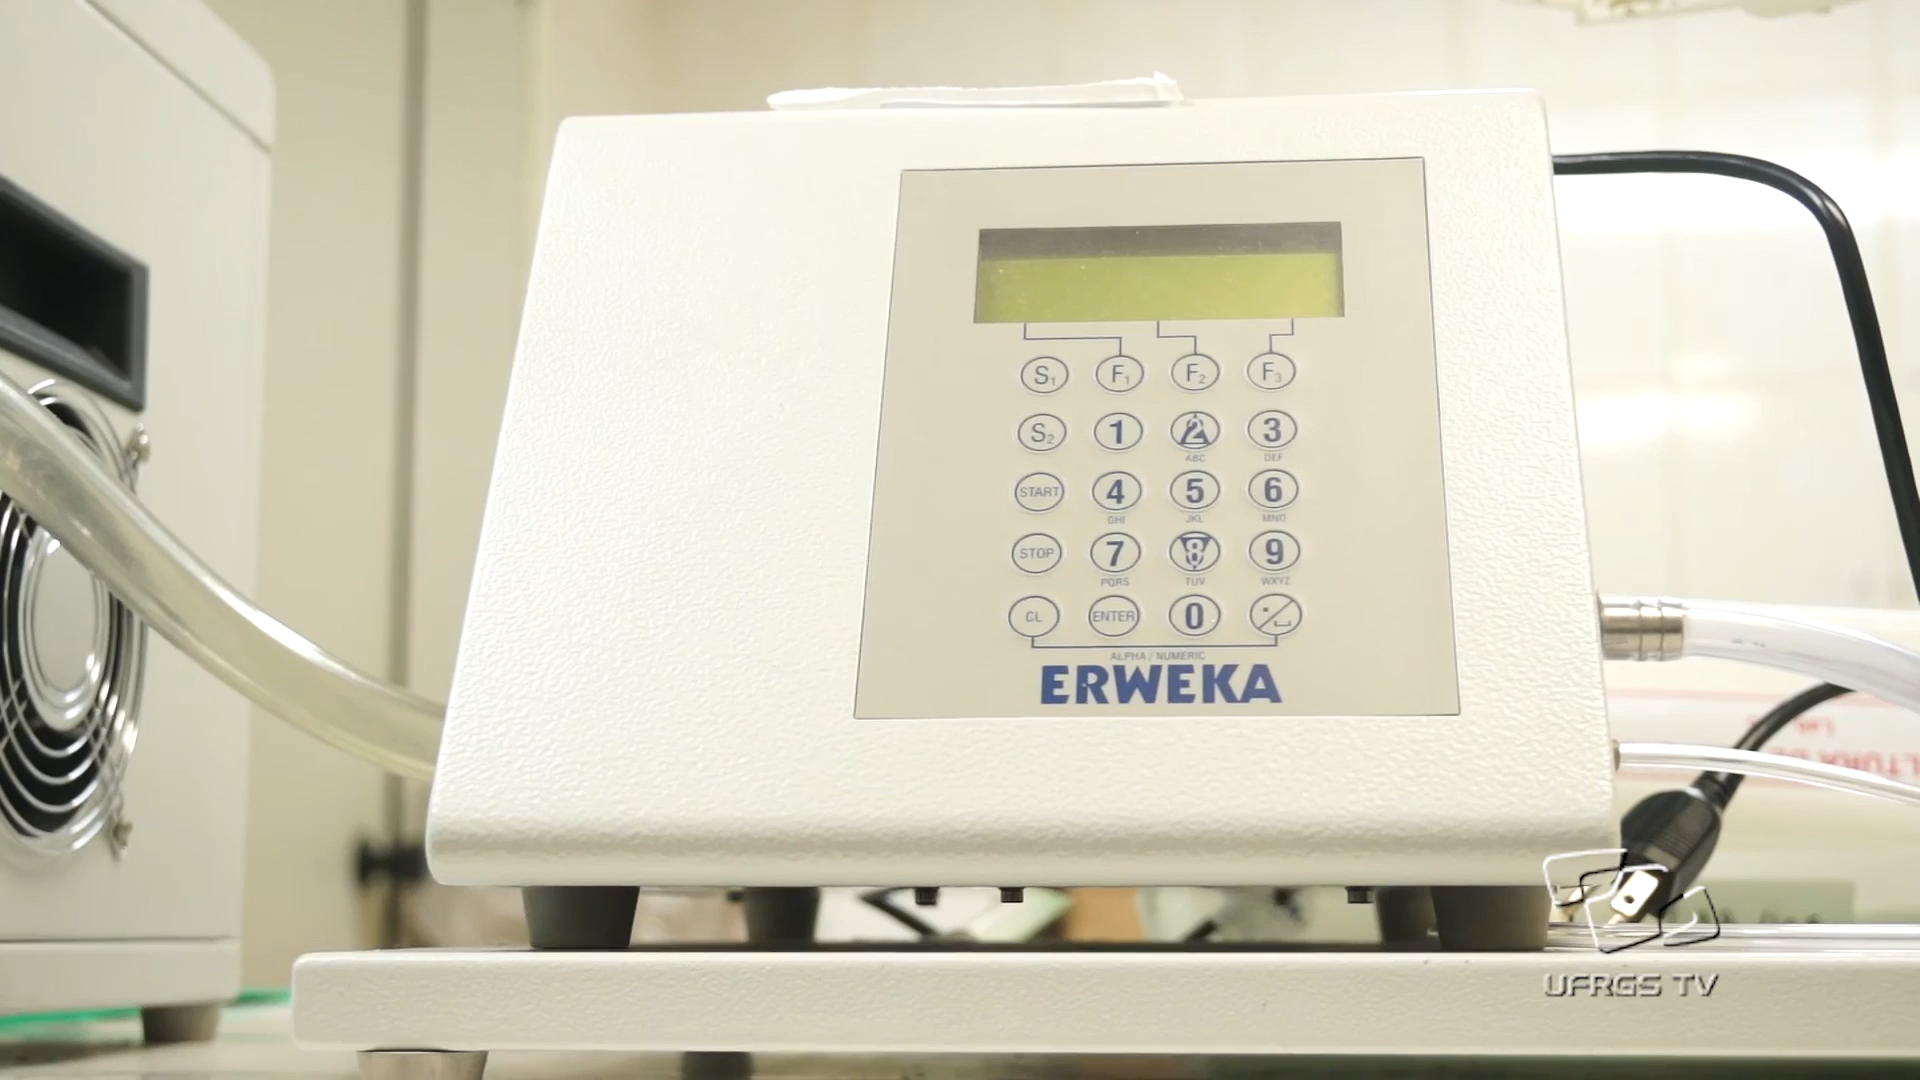 S1 F1 F2 F3
S2 1 2 3
ABC DEF
START 4 5 6
GHI JKL MNO
STOP 7 8 9
PQRS TUV WXYZ
CL ENTER 0
ALPHA / NUMERIC
ERWEKA
UFRGS TV